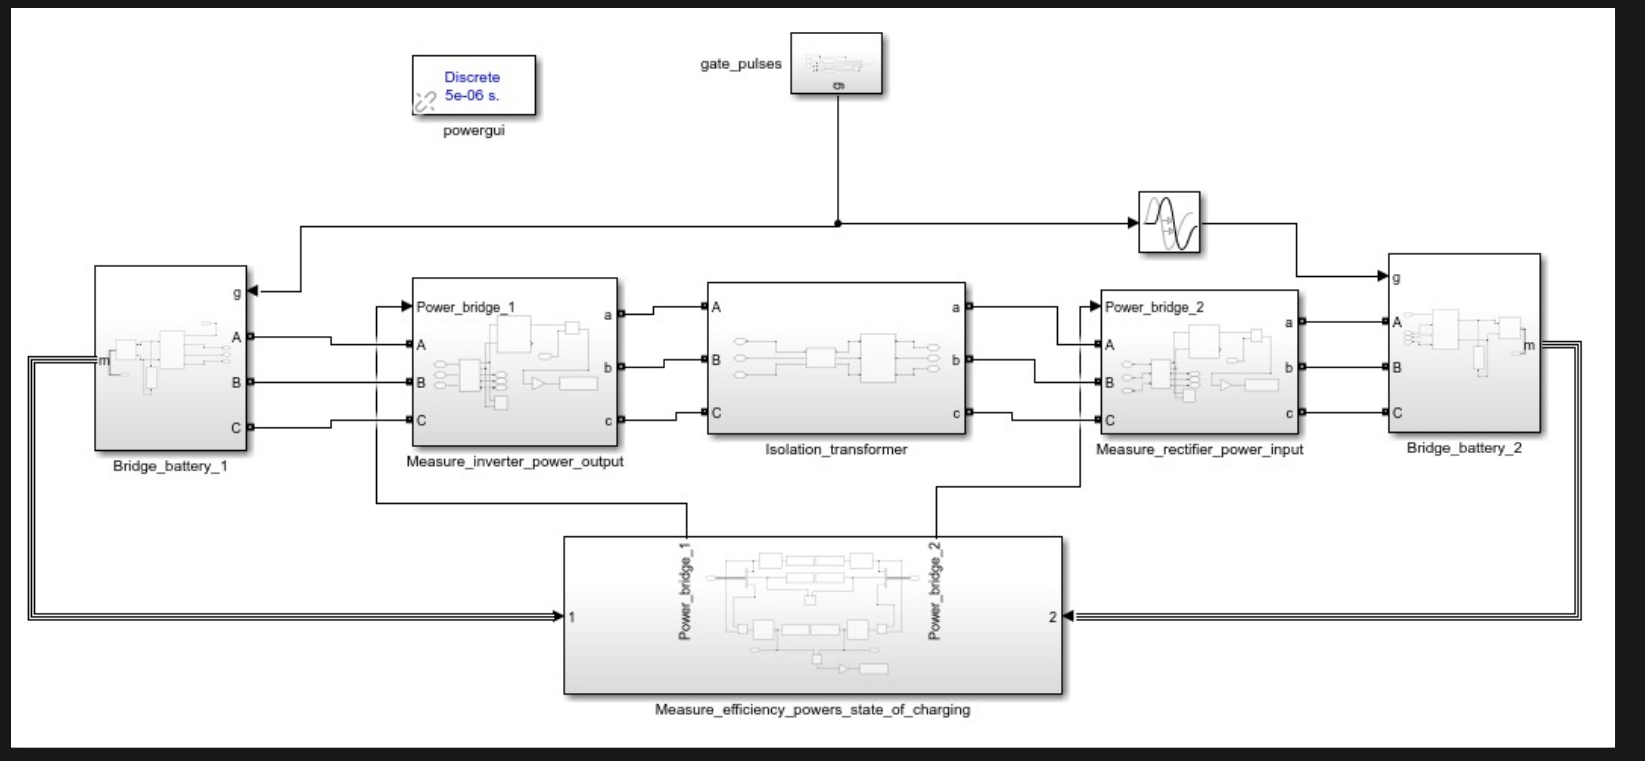 gate_pulses
g
Discrete
5e-06 s.
powergui
g
A
B
C
m
Bridge_battery_1
Power_bridge_1
A
B
C
a
b
c
Measure_inverter_power_output
A
B
C
a
b
c
Isolation_transformer
Power_bridge_2
A
B
C
a
b
c
Measure_rectifier_power_input
g
A
B
C
m
Bridge_battery_2
1
Power_bridge_1
Power_bridge_2
2
Measure_efficiency_powers_state_of_charging